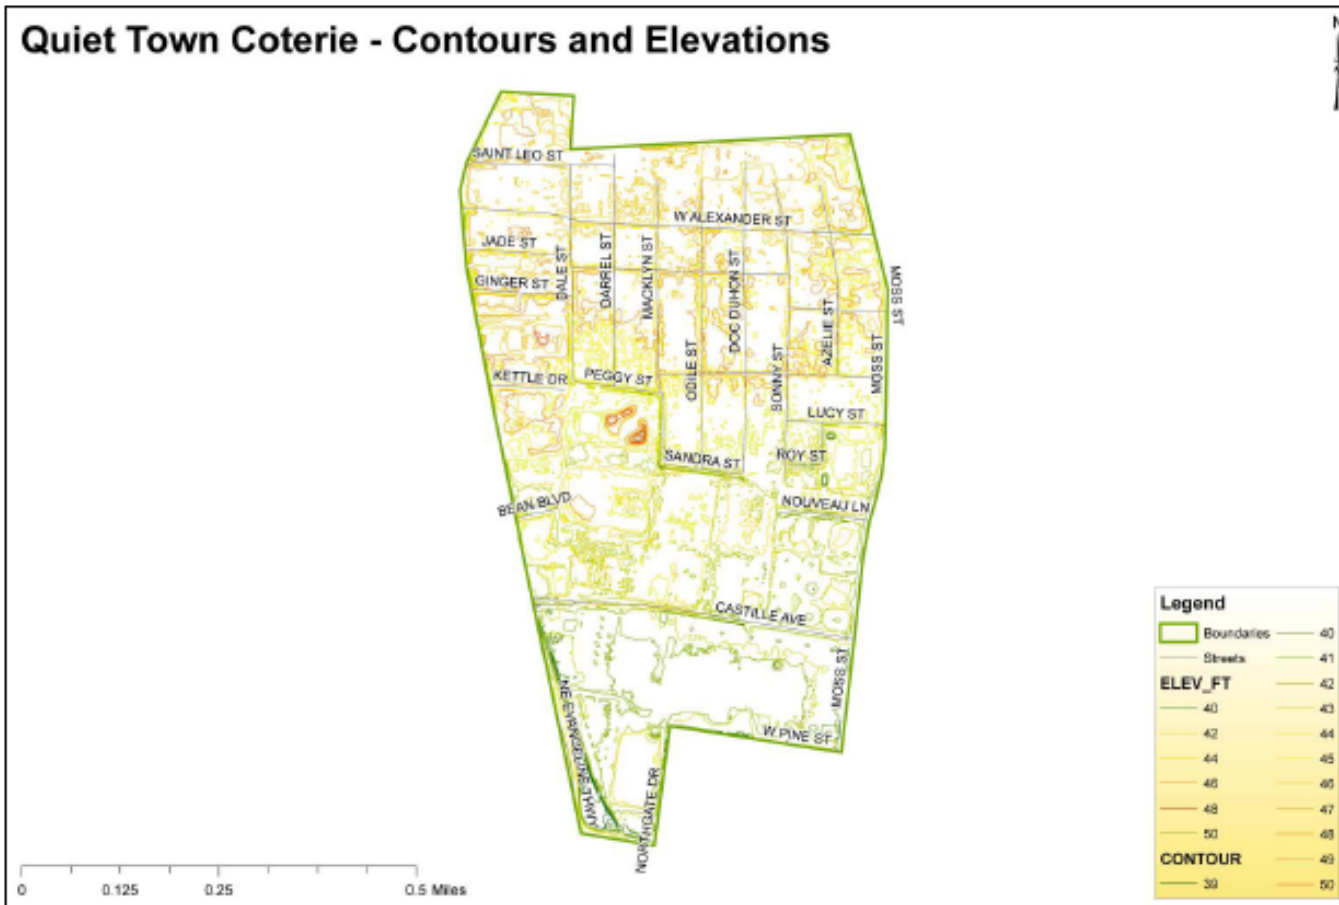 Quiet Town Coterie - Contours and Elevations
N
SAINT LEO ST
W ALEXANDER ST
JADE ST
GINGER ST
DALE ST
DARREL ST
MACKLYN ST
DOC DUHON ST
MOSS ST
AZELIE ST
ODILE ST
SONNY ST
MOSS ST
KETTLE DR
PEGGY ST
LUCY ST
SANDRA ST
ROY ST
BEAN BLVD
NOUVEAU LN
CASTILLE AVE
MOSS ST
NE EVANGELINE THWY
W PINE ST
NORTHGATE DR
0 0.125 0.25 0.5 Miles
Legend
Boundaries
Streets
ELEV_FT
40
42
44
46
48
50
CONTOUR
39
40
41
42
43
44
45
46
47
48
49
50